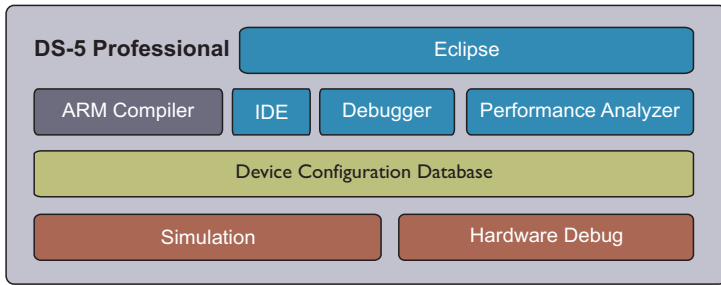 DS-5 Professional
Eclipse
ARM Compiler
IDE
Debugger
Performance Analyzer
Device Configuration Database
Simulation
Hardware Debug